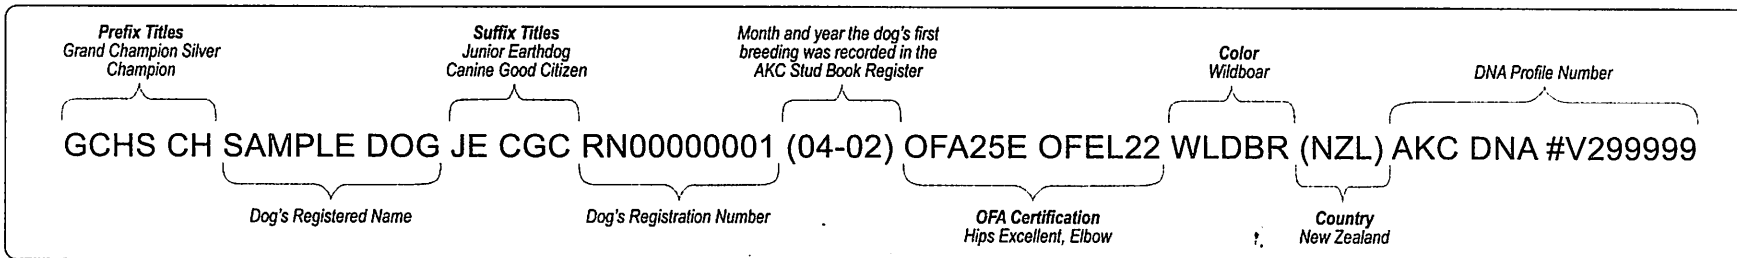 Prefix Titles
Grand Champion Silver
Champion
Suffix Titles
Junior Earthdog
Canine Good Citizen
Month and year the dog's first
breeding was recorded in the
AKC Stud Book Register
Color
Wildboar
DNA Profile Number
GCHS CH SAMPLE DOG JE CGC RN00000001 (04-02) OFA25E OFEL22 WLDBR (NZL) AKC DNA #V299999
Dog's Registered Name
Dog's Registration Number
OFA Certification
Hips Excellent, Elbow
Country
New Zealand